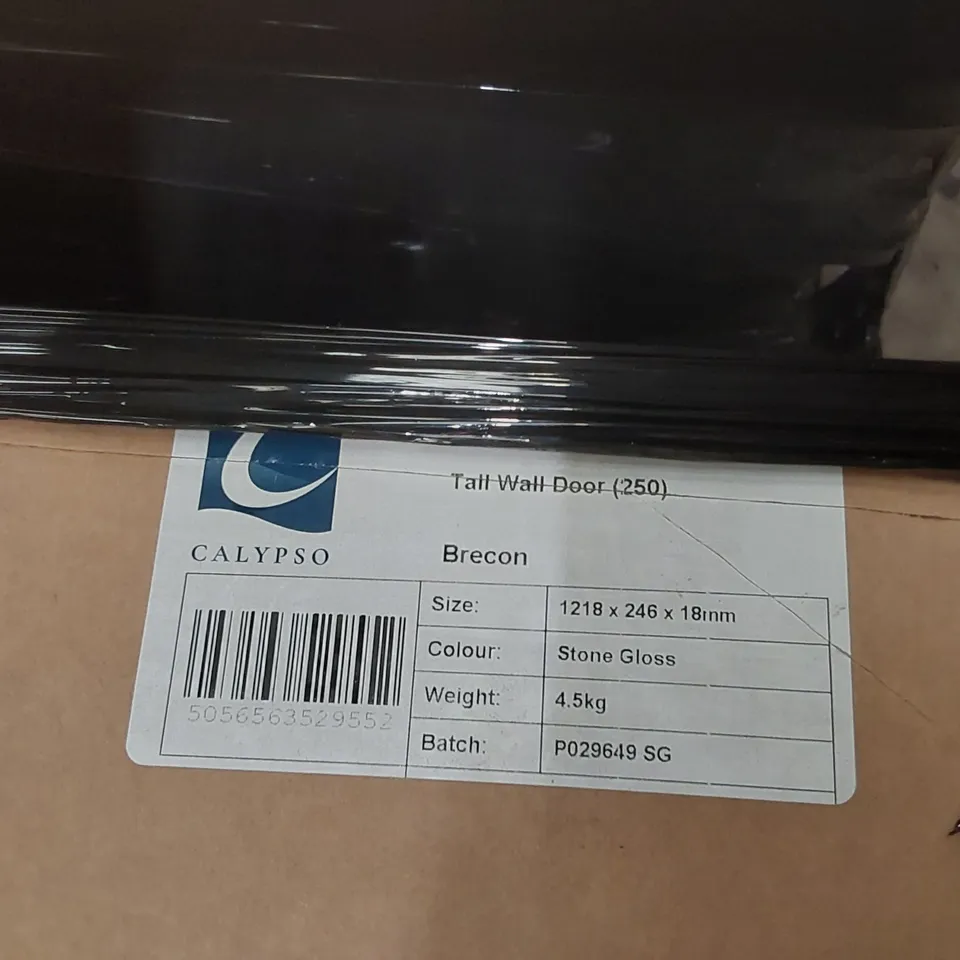 Tall Wall Door (250)
CALYPSO
Brecon
Size: 1218 x 246 x 18mm
Colour: Stone Gloss
Weight: 4.5kg
Batch: P029649 SG
5056563529552